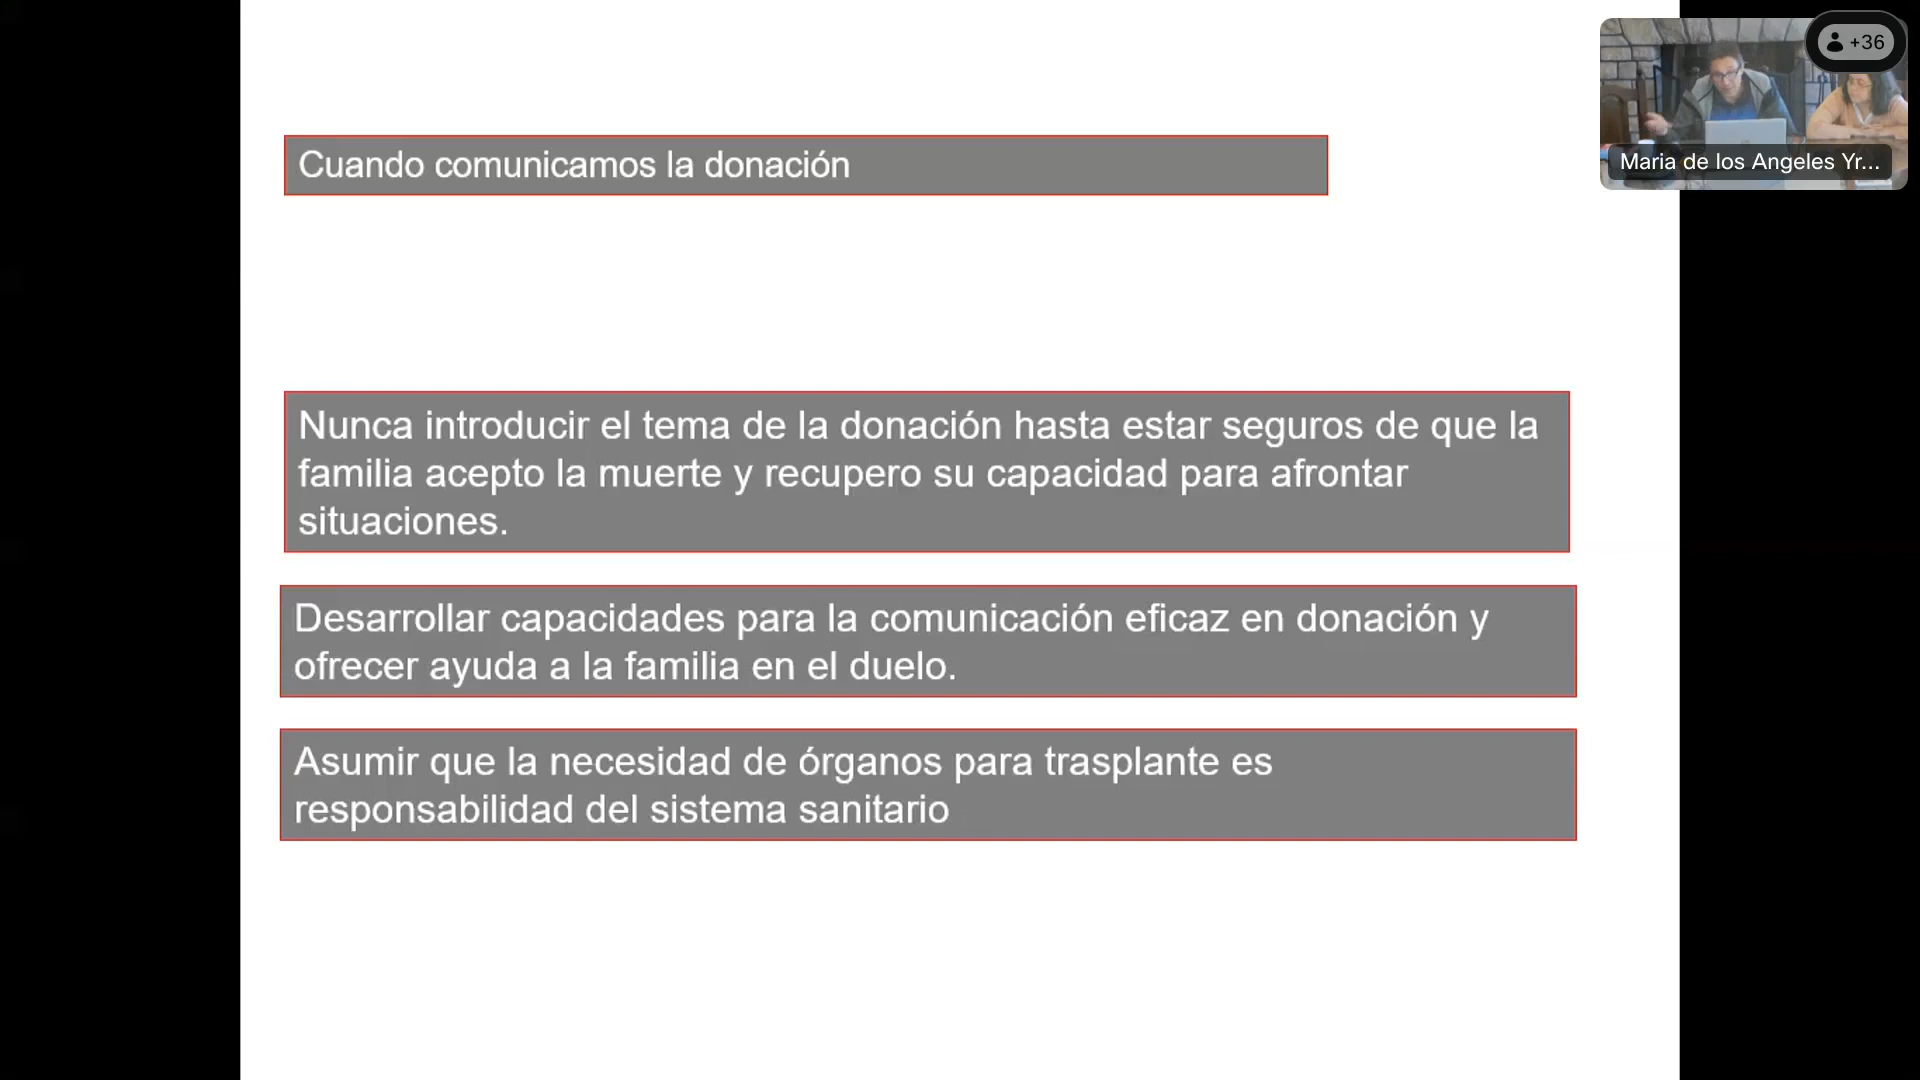 +36
Maria de los Angeles Yr...
Cuando comunicamos la donación
Nunca introducir el tema de la donación hasta estar seguros de que la
familia acepto la muerte y recupero su capacidad para afrontar
situaciones.
Desarrollar capacidades para la comunicación eficaz en donación y
ofrecer ayuda a la familia en el duelo.
Asumir que la necesidad de órganos para trasplante es
responsabilidad del sistema sanitario